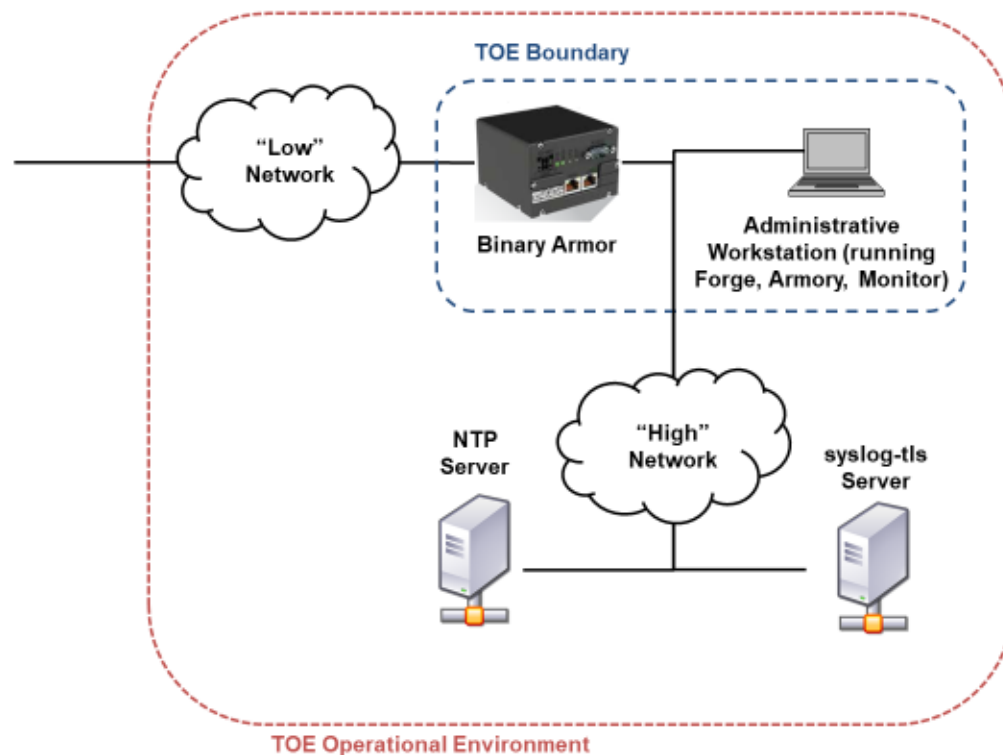 TOE Boundary
“Low”
Network
Binary Armor
Administrative
Workstation (running
Forge, Armory, Monitor)
“High”
Network
NTP
Server
syslog-tls
Server
TOE Operational Environment